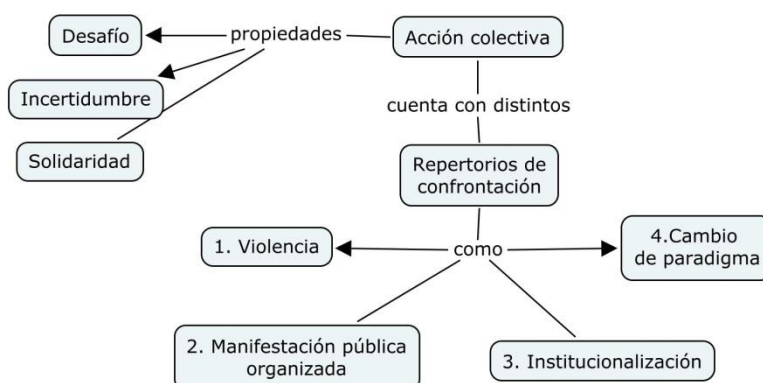 Desafío
propiedades
Acción colectiva
Incertidumbre
Solidaridad
cuenta con distintos
Repertorios de
confrontación
1. Violencia
como
4.Cambio
de paradigma
2. Manifestación pública
organizada
3. Institucionalización